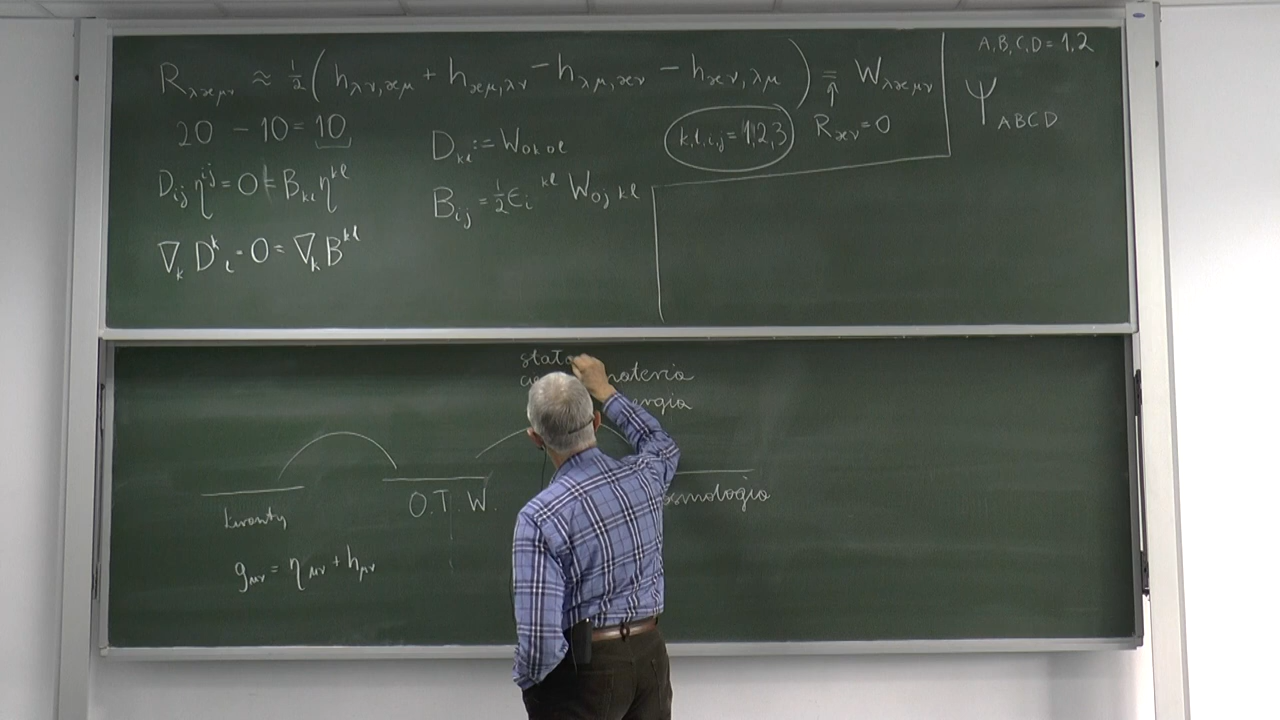 R_{λϰμν} ≈ 1/2 (h_{λν,ϰμ} + h_{ϰμ,λν} - h_{λμ,ϰν} - h_{ϰν,λμ}) = W_{λϰμν}
↑
R_{ϰν} = 0
20 - 10 = 10
k,l,i,j = 1,2,3
D_{kl} := W_{0k0l}
D_{ij} η^{ij} = 0 = B_{kl} η^{kl}
B_{ij} = 1/2 ε_i^{kl} W_{0jkl}
∇_k D^k_l = 0 = ∇_k B^{kl}
A,B,C,D = 1,2
Ψ_{ABCD}
materia
O.T.W.
g_{μν} = η_{μν} + h_{μν}